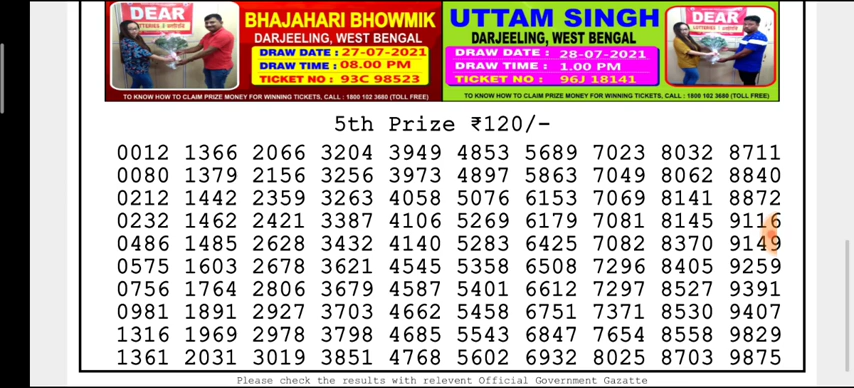 DEAR
BHAJAHARI BHOWMIK
DARJEELING, WEST BENGAL
DRAW DATE : 27-07-2021
DRAW TIME : 08.00 PM
TICKET NO : 93C 98523
TO KNOW HOW TO CLAIM PRIZE MONEY FOR WINNING TICKETS, CALL : 1800 102 3680 (TOLL FREE)
UTTAM SINGH
DARJEELING, WEST BENGAL
DRAW DATE : 28-07-2021
DRAW TIME : 1.00 PM
TICKET NO : 96J 18141
DEAR
TO KNOW HOW TO CLAIM PRIZE MONEY FOR WINNING TICKETS, CALL : 1800 102 3680 (TOLL FREE)
5th Prize ₹120/-
0012 1366 2066 3204 3949 4853 5689 7023 8032 8711
0080 1379 2156 3256 3973 4897 5863 7049 8062 8840
0212 1442 2359 3263 4058 5076 6153 7069 8141 8872
0232 1462 2421 3387 4106 5269 6179 7081 8145 9116
0486 1485 2628 3432 4140 5283 6425 7082 8370 9149
0575 1603 2678 3621 4545 5358 6508 7296 8405 9259
0756 1764 2806 3679 4587 5401 6612 7297 8527 9391
0981 1891 2927 3703 4662 5458 6751 7371 8530 9407
1316 1969 2978 3798 4685 5543 6847 7654 8558 9829
1361 2031 3019 3851 4768 5602 6932 8025 8703 9875
Please check the results with relevent Official Government Gazatte